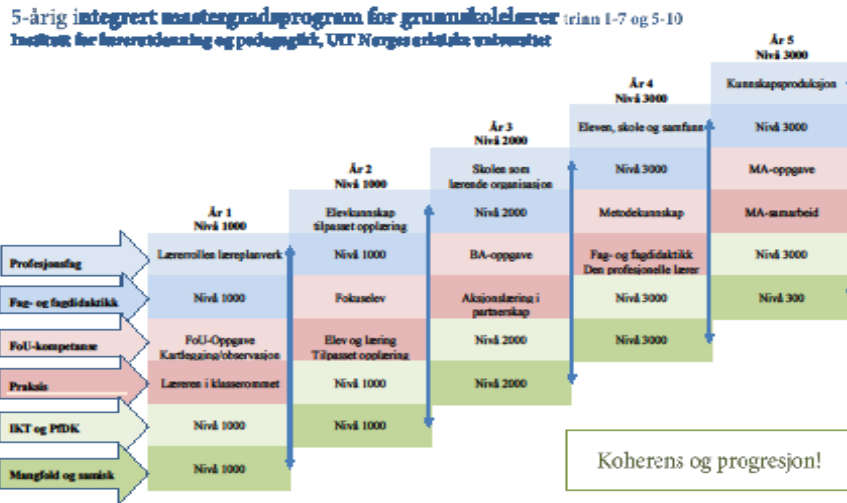 5-årig integrert mastergradsprogram for grunnskolelærer trinn 1-7 og 5-10
Institutt for lærerutdanning og pedagogikk, UIT Norges arktiske universitet
År 5
Nivå 3000
Kunnskapsproduksjon
Nivå 3000
MA-oppgave
MA-samarbeid
Nivå 3000
Nivå 300
År 4
Nivå 3000
Eleven, skole og samfunn
Nivå 3000
Metodekunnskap
Fag- og fagdidaktikk
Den profesjonelle lærer
Nivå 3000
Nivå 3000
År 3
Nivå 2000
Skolen som
lærende organisasjon
Nivå 2000
BA-oppgave
Aksjonslæring i
partnerskap
Nivå 2000
Nivå 2000
År 2
Nivå 1000
Elevkunnskap
tilpasset opplæring
Nivå 1000
Fokuselev
Elev og læring
Tilpasset opplæring
Nivå 1000
Nivå 1000
År 1
Nivå 1000
Lærerrollen læreplanverk
Nivå 1000
FoU-Oppgave
Kartlegging/observasjon
Læreren i klasserommet
Nivå 1000
Nivå 1000
Profesjonsfag
Fag- og fagdidaktikk
FoU-kompetanse
Praksis
IKT og PfDK
Mangfold og samisk
Koherens og progresjon!